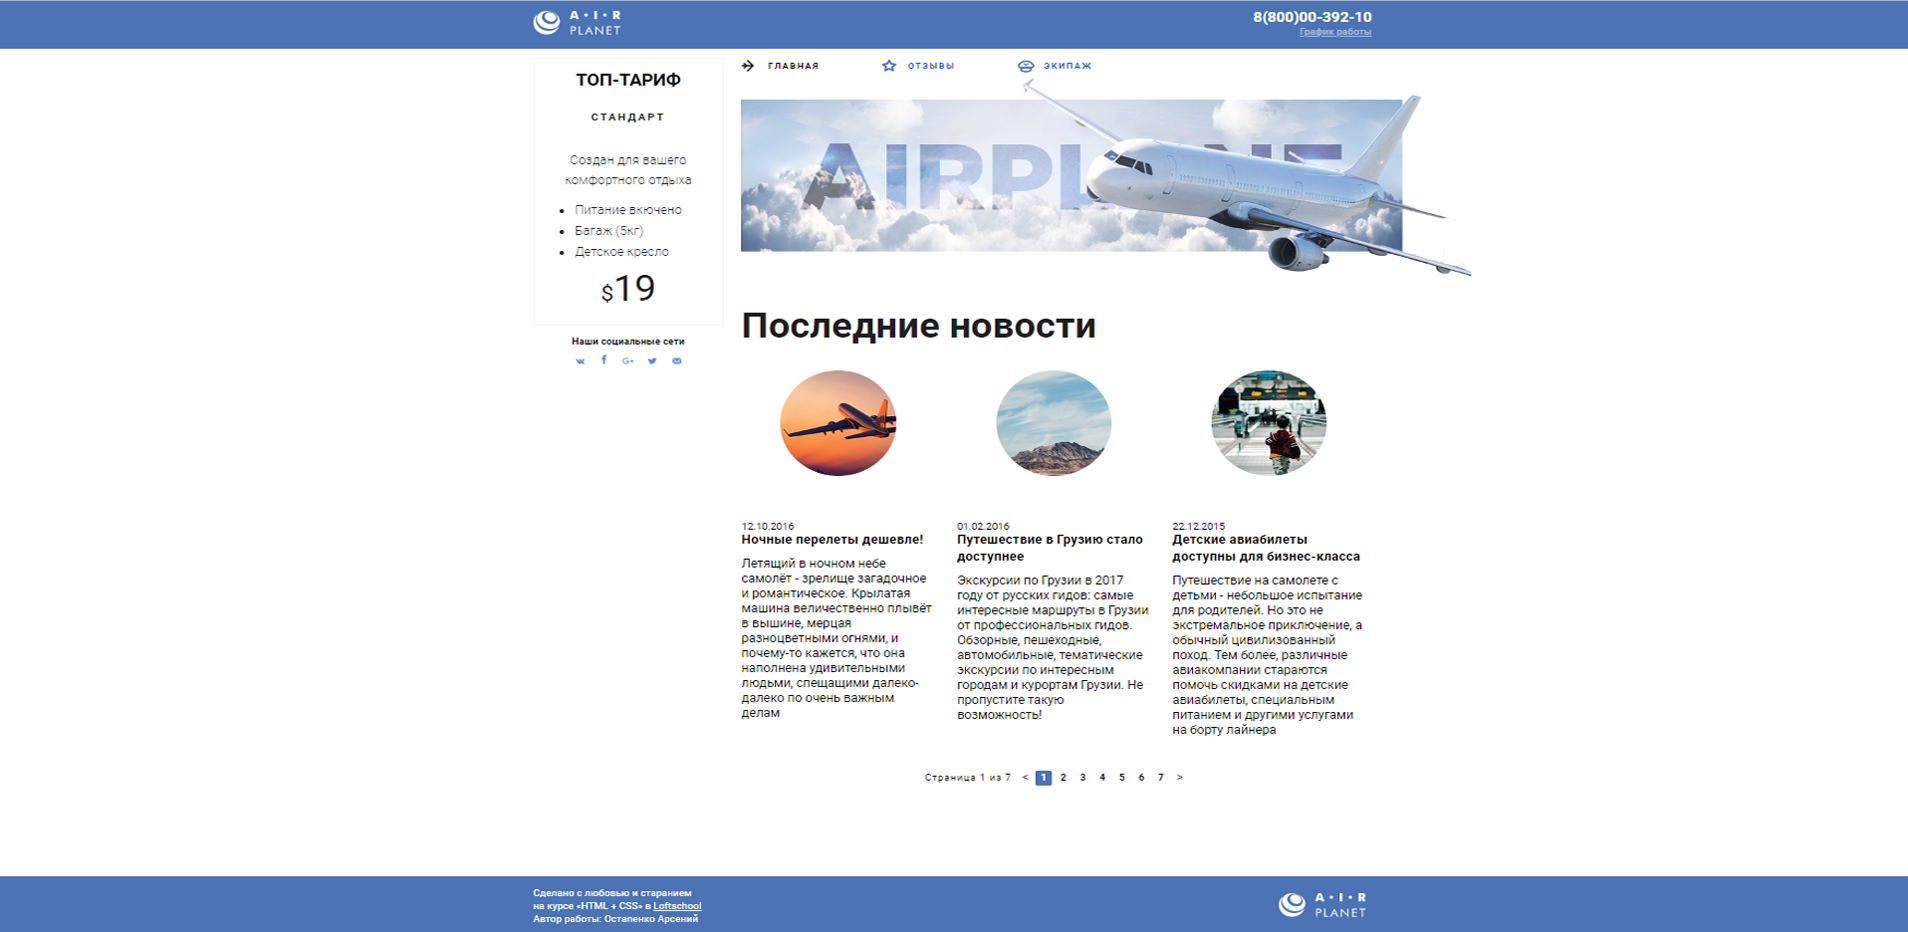 A·I·R
PLANET
8(800)00-392-10
График работы
ТОП-ТАРИФ
СТАНДАРТ
Создан для вашего
комфортного отдыха
Питание вкючено
Багаж (5кг)
Детское кресло
$19
Наши социальные сети
ГЛАВНАЯ
ОТЗЫВЫ
ЭКИПАЖ
AIRPLANE
Последние новости
12.10.2016
Ночные перелеты дешевле!
Летящий в ночном небе
самолёт - зрелище загадочное
и романтическое. Крылатая
машина величественно плывёт
в вышине, мерцая
разноцветными огнями, и
почему-то кажется, что она
наполнена удивительными
людьми, спещащими далеко-
далеко по очень важным
делам
01.02.2016
Путешествие в Грузию стало
доступнее
Экскурсии по Грузии в 2017
году от русских гидов: самые
интересные маршруты в Грузии
от профессиональных гидов.
Обзорные, пешеходные,
автомобильные, тематические
экскурсии по интересным
городам и курортам Грузии. Не
пропустите такую
возможность!
22.12.2015
Детские авиабилеты
доступны для бизнес-класса
Путешествие на самолете с
детьми - небольшое испытание
для родителей. Но это не
экстремальное приключение, а
обычный цивилизованный
поход. Тем более, различные
авиакомпании стараются
помочь скидками на детские
авиабилеты, специальным
питанием и другими услугами
на борту лайнера
Страница 1 из 7 < 1 2 3 4 5 6 7 >
Сделано с любовью и старанием
на курсе «HTML + CSS» в Loftschool
Автор работы: Остапенко Арсений
A·I·R
PLANET